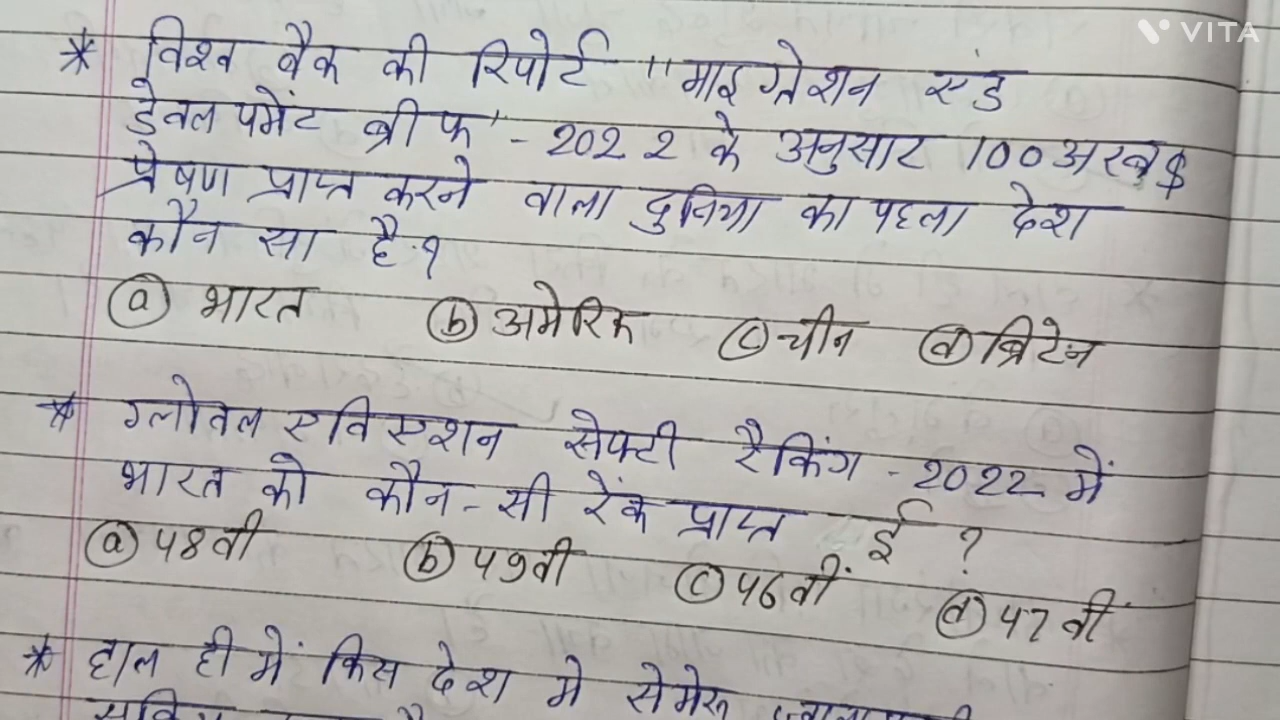 VITA
* विश्व बैंक की रिपोर्ट "माइग्रेशन एंड
डेवलपमेंट ब्रीफ" - 2022 के अनुसार 100 अरब $
प्रेषण प्राप्त करने वाला दुनिया का पहला देश
कौन सा है ?
(a) भारत (b) अमेरिक (c) चीन (d) ब्रिटेन
* ग्लोबल एविएशन सेफ्टी रैंकिंग - 2022 में
भारत को कौन-सी रेंक प्राप्त ई ?
(a) 48वी (b) 49वी (c) 46वीं (d) 47वीं
* हाल ही में किस देश मे सेमेरू